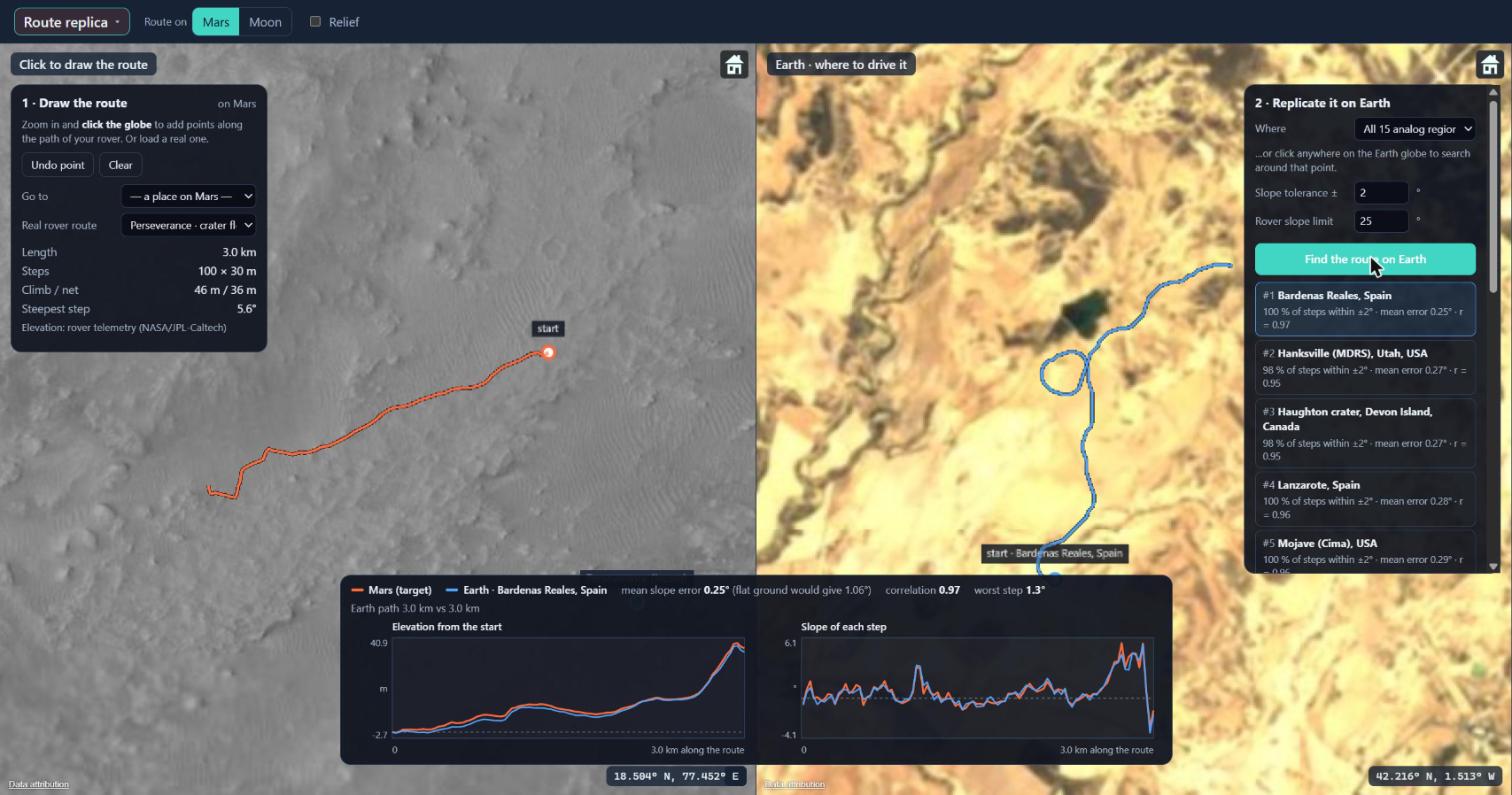 Route replica
Route on
Mars
Moon
Relief
Click to draw the route
1 · Draw the route
on Mars
Zoom in and click the globe to add points along
the path of your rover. Or load a real one.
Undo point
Clear
Go to
— a place on Mars —
Real rover route
Perseverance · crater fl
Length
3.0 km
Steps
100 × 30 m
Climb / net
46 m / 36 m
Steepest step
5.6°
Elevation: rover telemetry (NASA/JPL-Caltech)
start
Earth · where to drive it
2 · Replicate it on Earth
Where
All 15 analog regior
...or click anywhere on the Earth globe to search
around that point.
Slope tolerance ±
2
°
Rover slope limit
25
°
Find the route on Earth
#1 Bardenas Reales, Spain
100 % of steps within ±2° · mean error 0.25° · r
= 0.97
#2 Hanksville (MDRS), Utah, USA
98 % of steps within ±2° · mean error 0.27° · r =
0.95
#3 Haughton crater, Devon Island,
Canada
98 % of steps within ±2° · mean error 0.27° · r =
0.95
#4 Lanzarote, Spain
100 % of steps within ±2° · mean error 0.28° · r
= 0.96
#5 Mojave (Cima), USA
100 % of steps within ±2° · mean error 0.29° · r
= 0.96
start · Bardenas Reales, Spain
Mars (target)
Earth · Bardenas Reales, Spain
mean slope error 0.25° (flat ground would give 1.06°)
correlation 0.97
worst step 1.3°
Earth path 3.0 km vs 3.0 km
Elevation from the start
40.9
m
-2.7
0
3.0 km along the route
Slope of each step
6.1
°
-4.1
0
3.0 km along the route
Data attribution
18.504° N, 77.452° E
Data attribution
42.216° N, 1.513° W